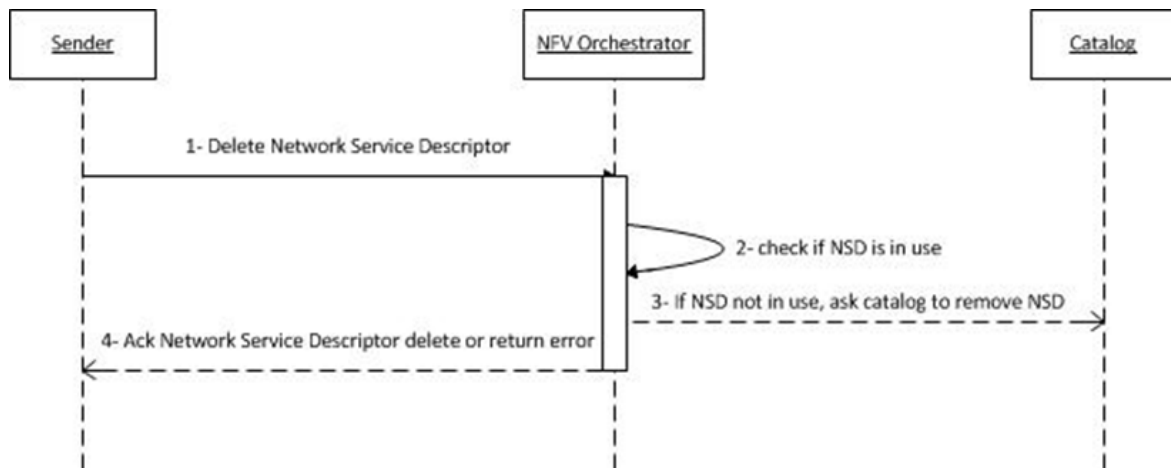 Sender
NFV Orchestrator
Catalog
1- Delete Network Service Descriptor
2- check if NSD is in use
3- If NSD not in use, ask catalog to remove NSD
4- Ack Network Service Descriptor delete or return error